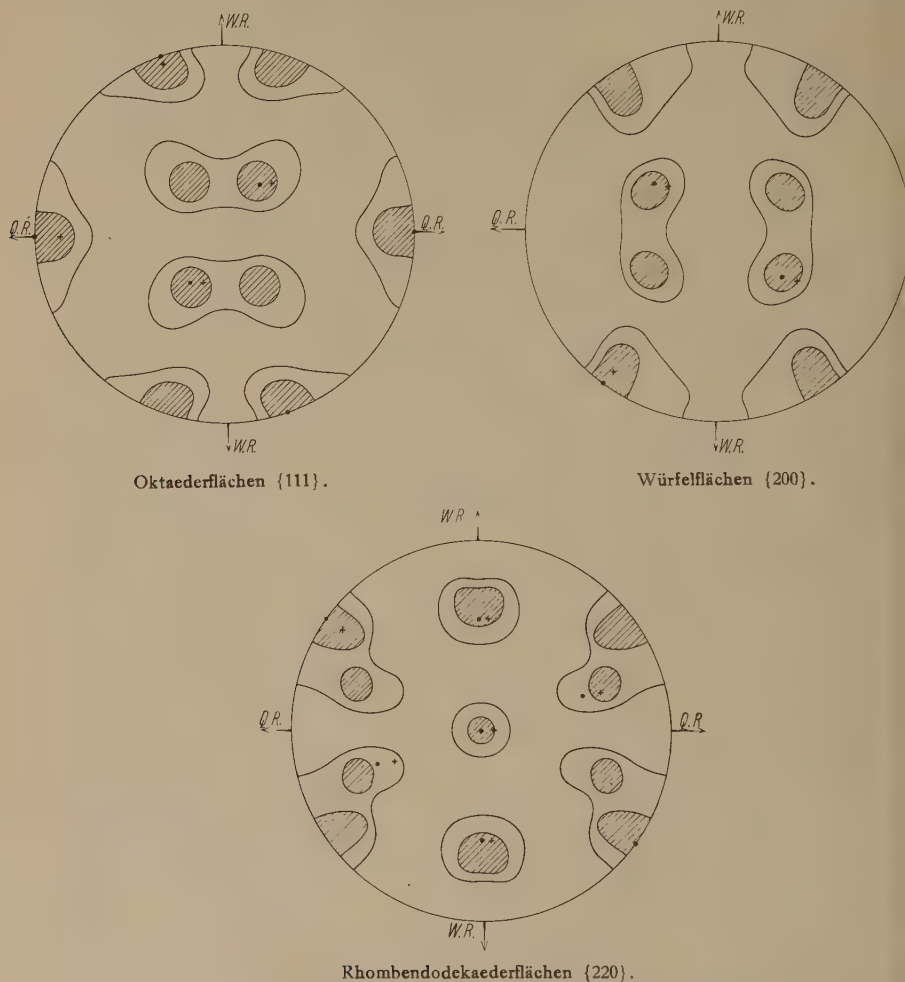 W.R.
W.R.
Q.R.
Q.R.
Q.R.
W.R.
W.R.
Oktaederflächen {111}.
Würfelflächen {200}.
W R
Q.R.
Q.R
W.R.
Rhombendodekaederflächen {220}.